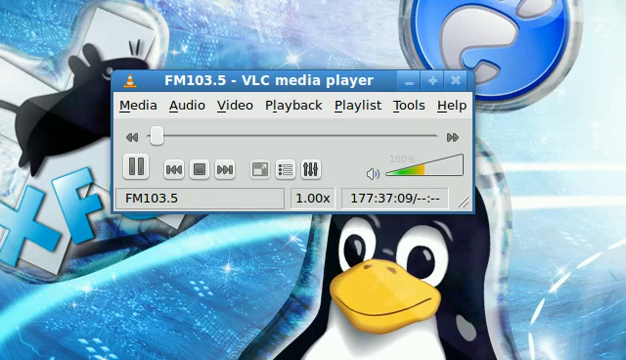 FM103.5 - VLC media player
Media Audio Video Playback Playlist Tools Help
100%
FM103.5 1.00x 177:37:09/--:--
XF